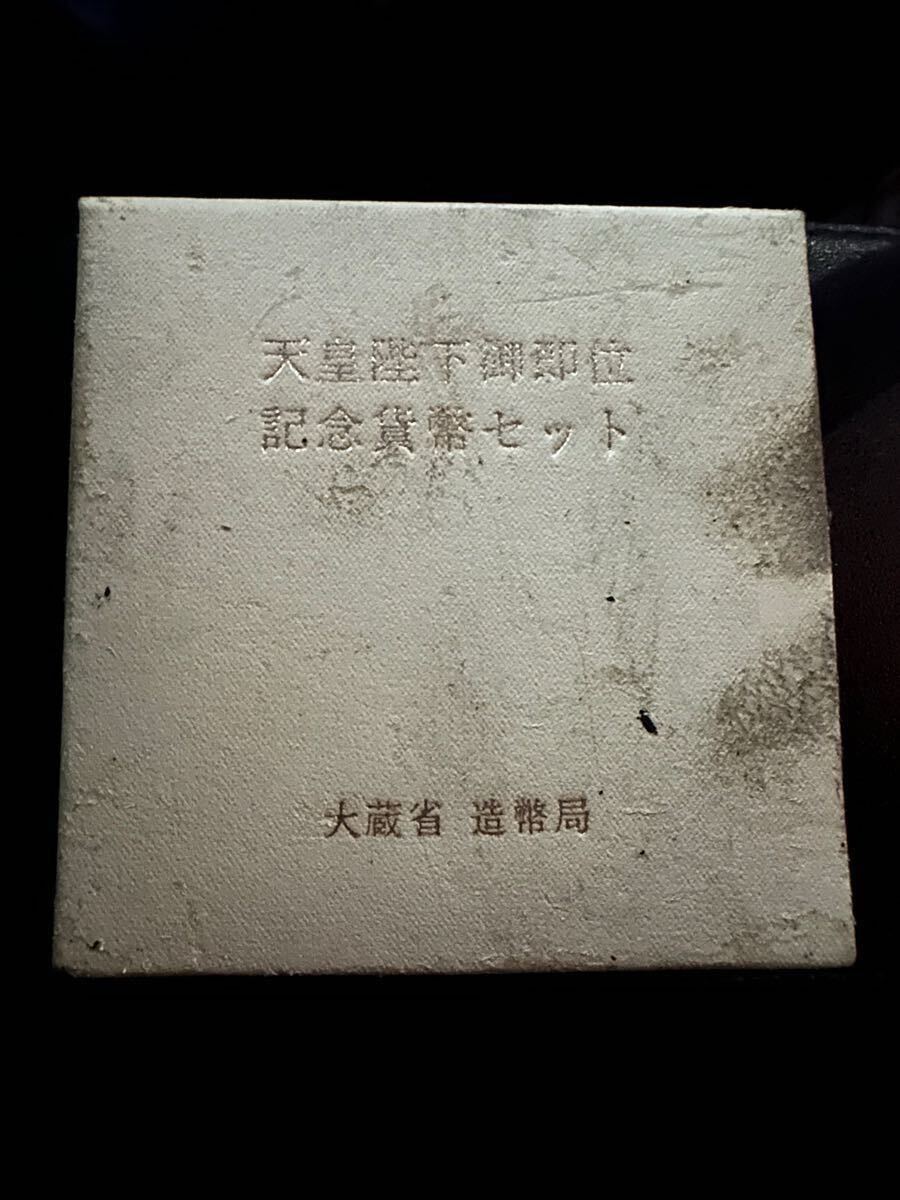 天皇陛下御即位
記念貨幣セット
大蔵省 造幣局